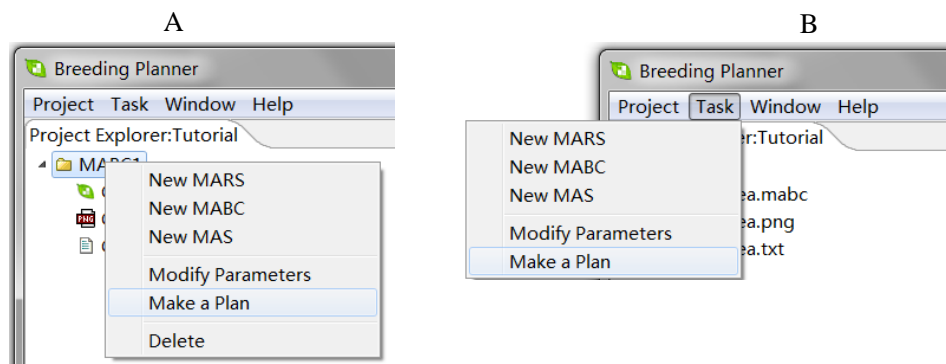 A
Breeding Planner
Project Task Window Help
Project Explorer:Tutorial
MABC1
New MARS
New MABC
New MAS
Modify Parameters
Make a Plan
Delete
B
Breeding Planner
Project Task Window Help
er:Tutorial
New MARS
New MABC
New MAS
Modify Parameters
Make a Plan
ea.mabc
ea.png
ea.txt